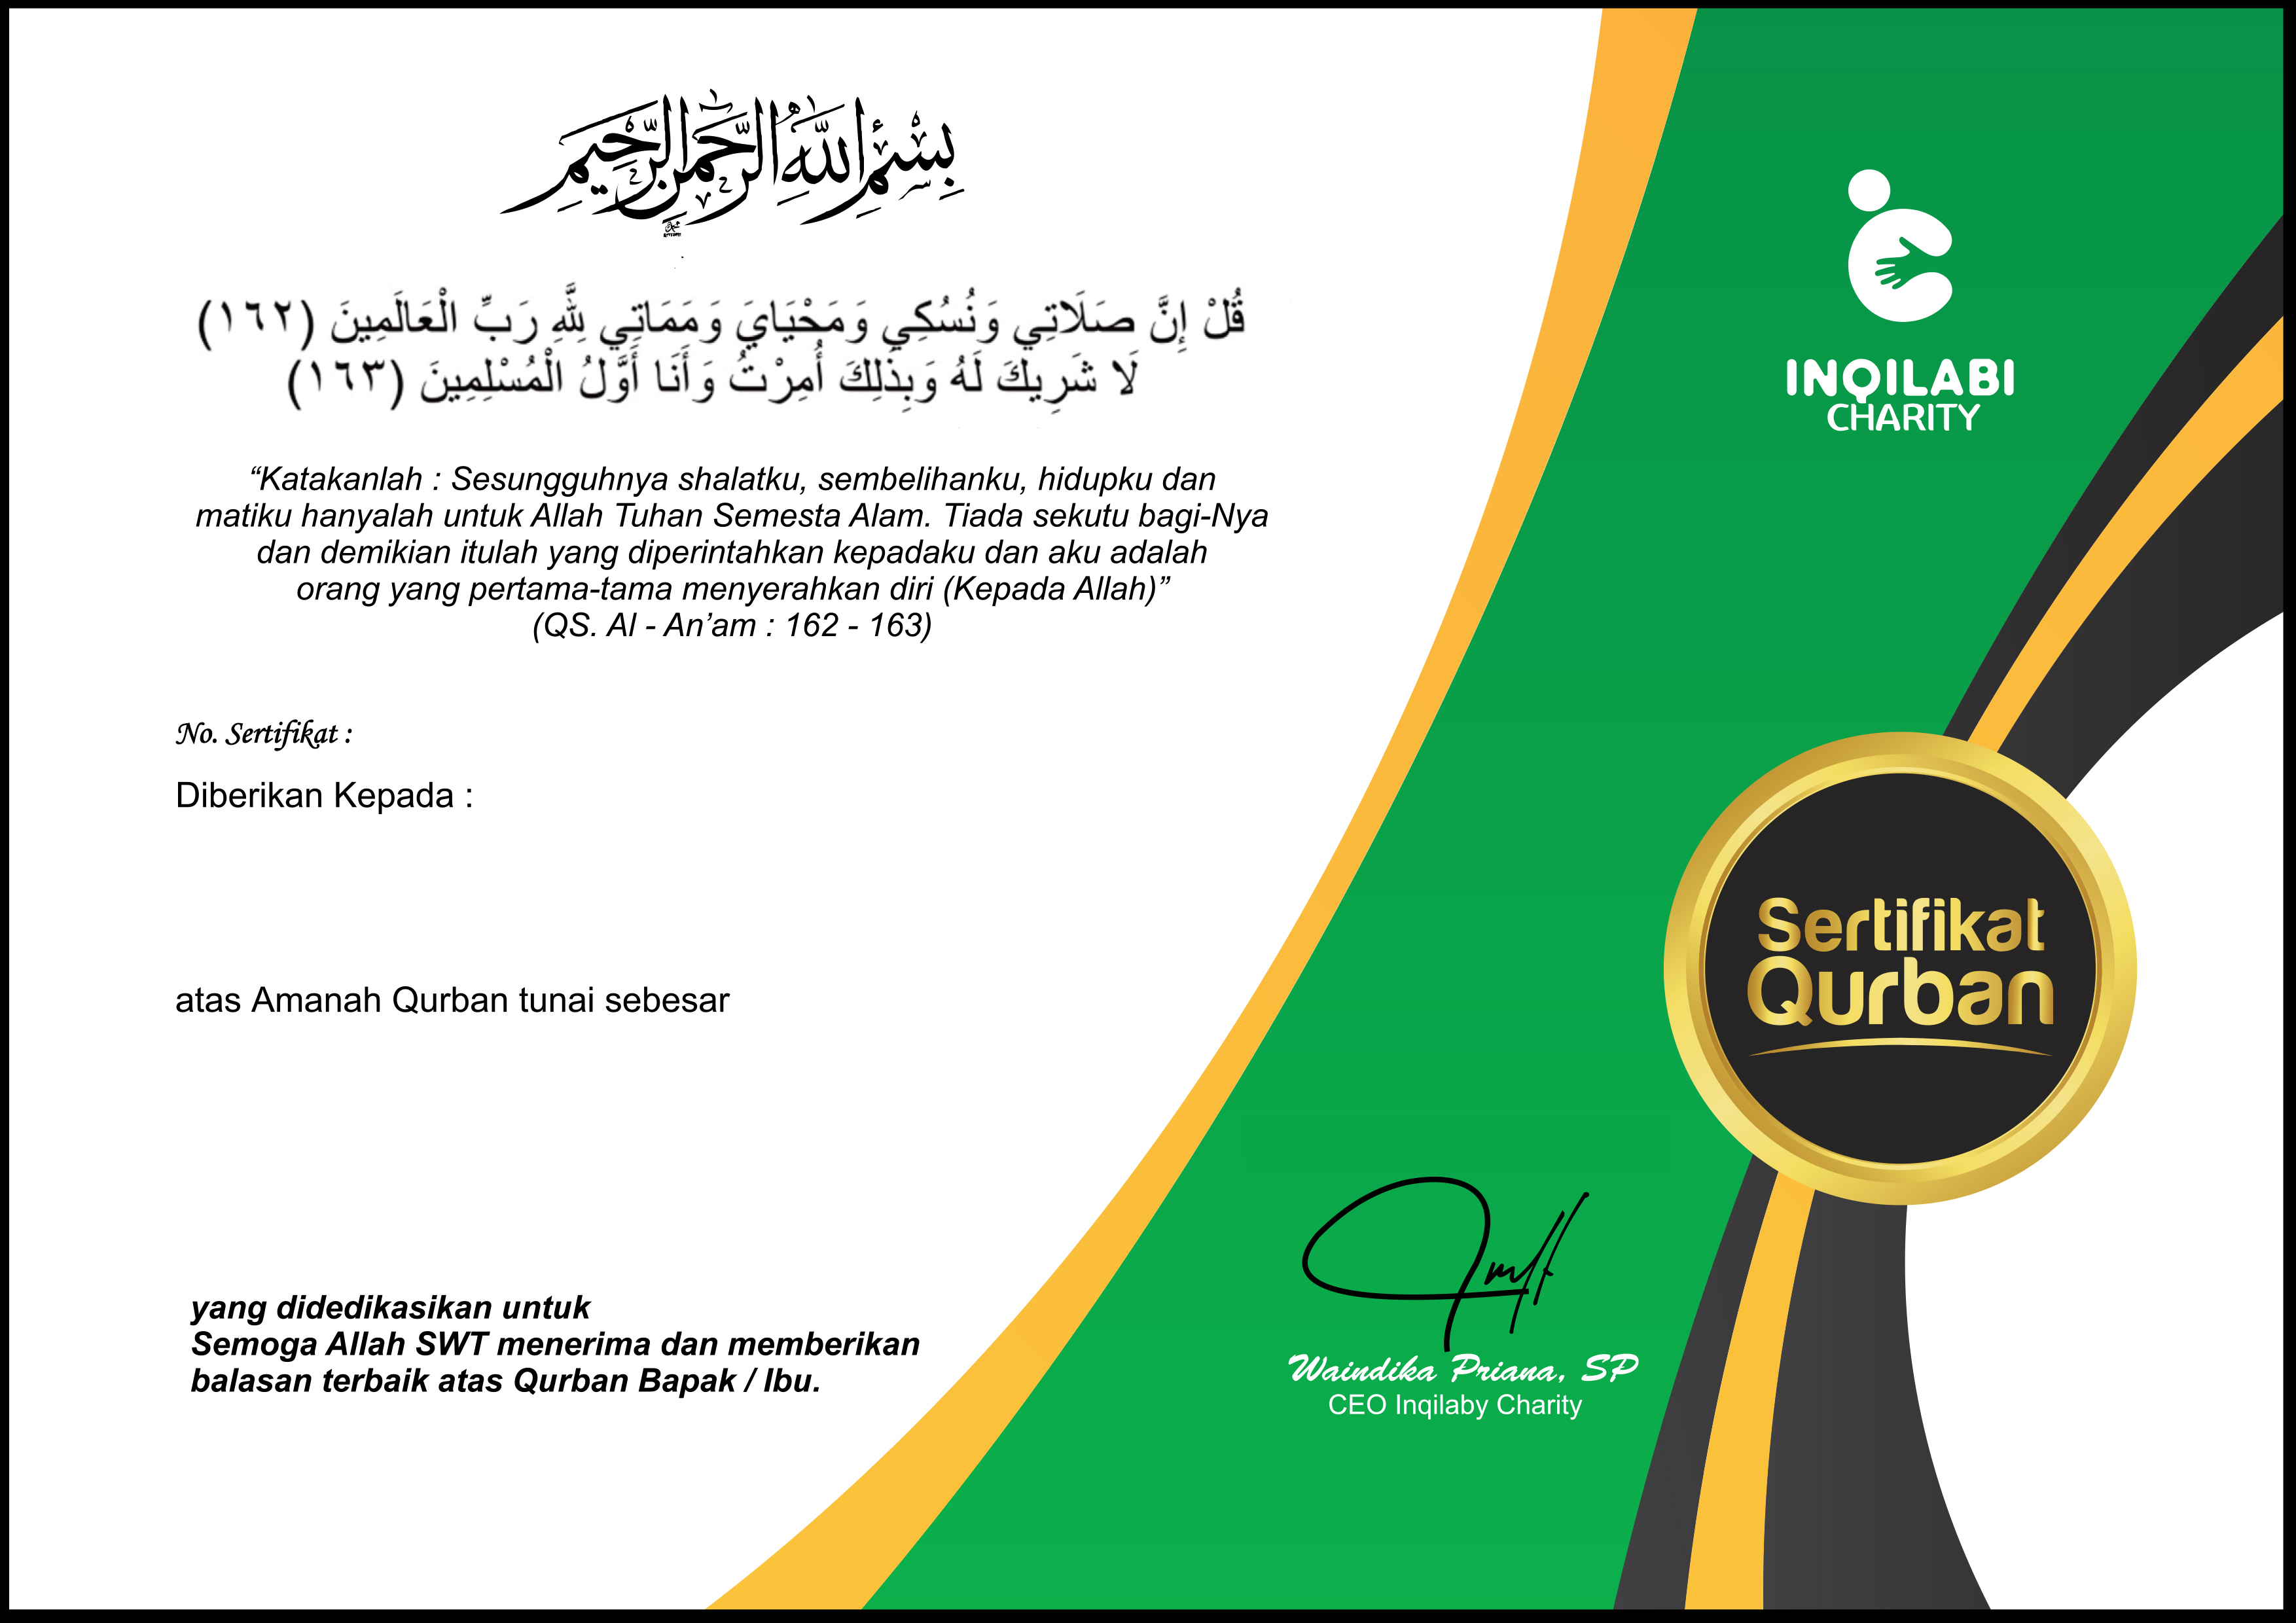 بِسْمِ اللَّهِ الرَّحْمَٰنِ الرَّحِيمِ
قُلْ إِنَّ صَلَاتِي وَنُسُكِي وَمَحْيَايَ وَمَمَاتِي لِلَّهِ رَبِّ الْعَالَمِينَ (١٦٢)
لَا شَرِيكَ لَهُ وَبِذَلِكَ أُمِرْتُ وَأَنَا أَوَّلُ الْمُسْلِمِينَ (١٦٣)
“Katakanlah : Sesungguhnya shalatku, sembelihanku, hidupku dan
matiku hanyalah untuk Allah Tuhan Semesta Alam. Tiada sekutu bagi-Nya
dan demikian itulah yang diperintahkan kepadaku dan aku adalah
orang yang pertama-tama menyerahkan diri (Kepada Allah)”
(QS. Al - An’am : 162 - 163)
No. Sertifikat :
Diberikan Kepada :
atas Amanah Qurban tunai sebesar
yang didedikasikan untuk
Semoga Allah SWT menerima dan memberikan
balasan terbaik atas Qurban Bapak / Ibu.
INQILABI
CHARITY
Sertifikat
Qurban
Waindika Priana, SP
CEO Inqilaby Charity